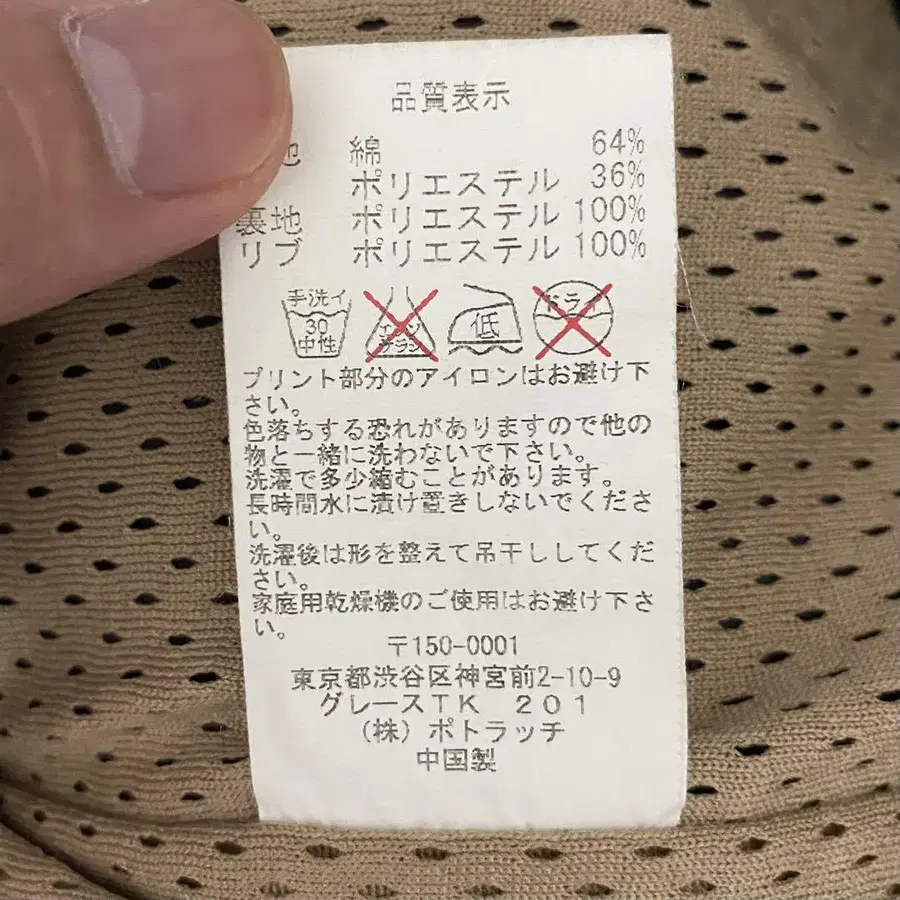 品質表示
地 綿 64%
ポリエステル 36%
裏地 ポリエステル 100%
リブ ポリエステル 100%
手洗イ 30 中性 エンソサラシ 低 ドライ
プリント部分のアイロンはお避け下
さい。
色落ちする恐れがありますので他の
物と一緒に洗わないで下さい。
洗濯で多少縮むことがあります。
長時間水に漬け置きしないでくださ
い。
洗濯後は形を整えて吊干ししてくだ
さい。
家庭用乾燥機のご使用はお避け下さ
い。
〒150-0001
東京都渋谷区神宮前2-10-9
グレースTK 201
(株)ポトラッチ
中国製